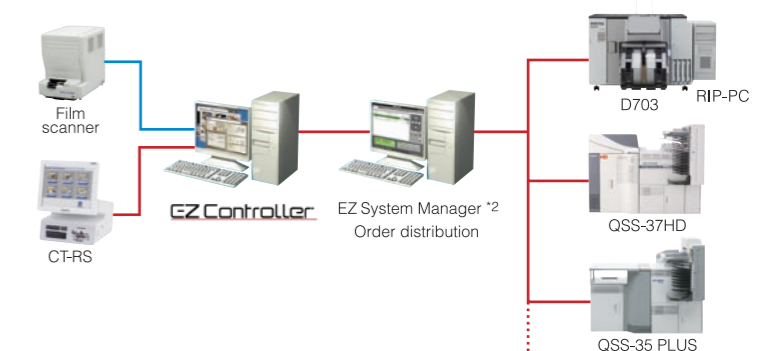 Film
scanner
CT-RS
EZ Controller
EZ System Manager *2
Order distribution
D703
RIP-PC
QSS-37HD
QSS-35 PLUS